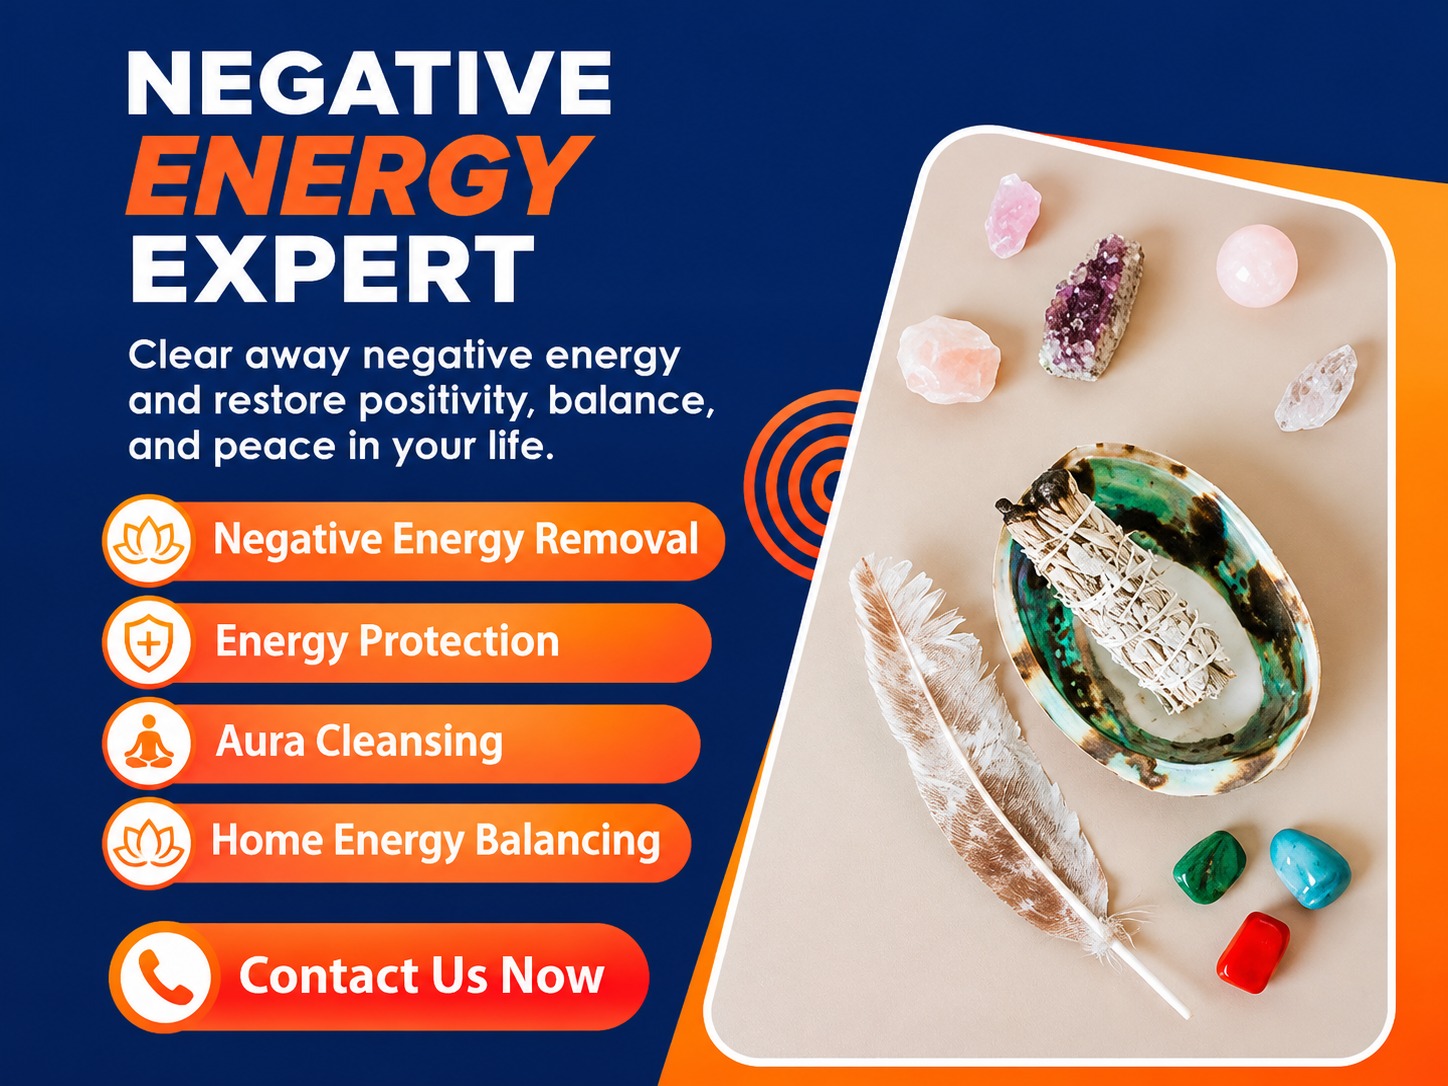 NEGATIVE
ENERGY
EXPERT
Clear away negative energy
and restore positivity, balance,
and peace in your life.
Negative Energy Removal
Energy Protection
Aura Cleansing
Home Energy Balancing
Contact Us Now